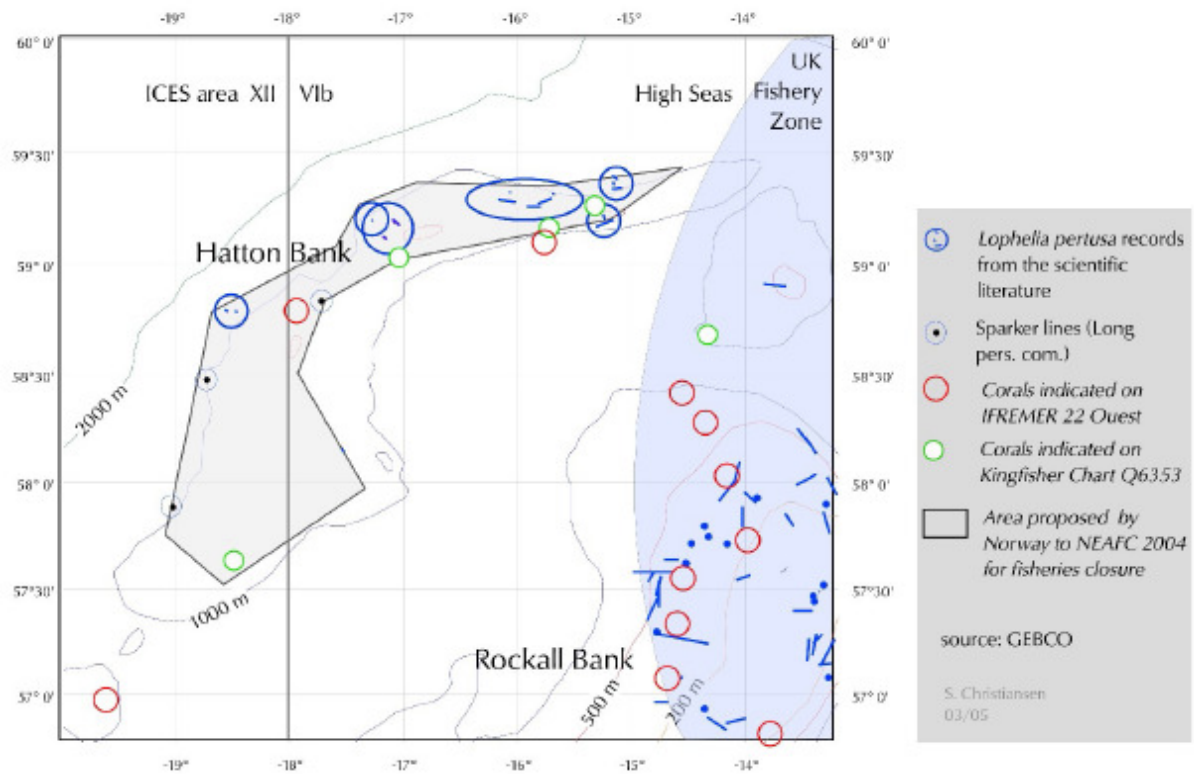 -19° -18° -17° -16° -15° -14°
60° 0' 60° 0'
UK
ICES area XII VIb High Seas Fishery
Zone
59°30' 59°30'
Hatton Bank
59° 0' 59° 0'
58°30' 58°30'
2000 m
58° 0' 58° 0'
57°30' 57°30'
1000 m
Rockall Bank
500 m
200 m
57° 0' 57° 0'
-19° -18° -17° -16° -15° -14°
Lophelia pertusa records
from the scientific
literature
Sparker lines (Long
pers. com.)
Corals indicated on
IFREMER 22 Ouest
Corals indicated on
Kingfisher Chart Q6353
Area proposed by
Norway to NEAFC 2004
for fisheries closure
source: GEBCO
S. Christiansen
03/05